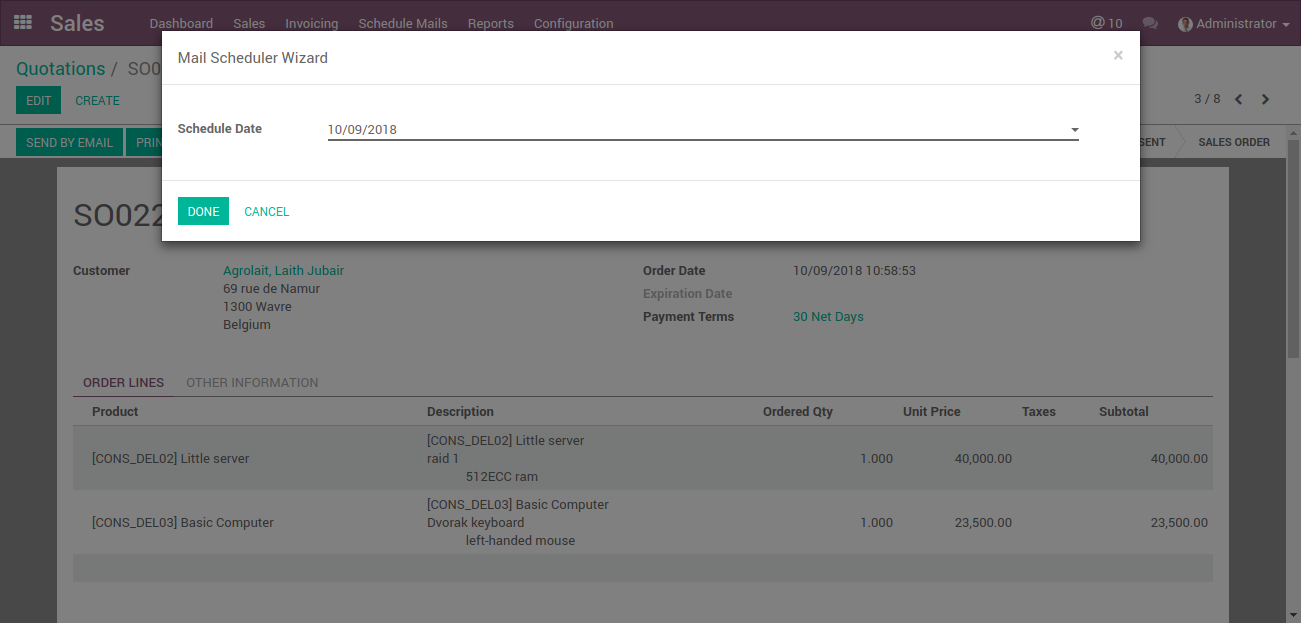 Sales Dashboard Sales Invoicing Schedule Mails Reports Configuration @ 10 Administrator
Mail Scheduler Wizard ×
Quotations / SO0
EDIT CREATE 3 / 8
Schedule Date 10/09/2018
SEND BY EMAIL PRIN SENT SALES ORDER
DONE CANCEL
SO022
Customer Agrolait, Laith Jubair Order Date 10/09/2018 10:58:53
69 rue de Namur Expiration Date
1300 Wavre Payment Terms 30 Net Days
Belgium
ORDER LINES OTHER INFORMATION
Product Description Ordered Qty Unit Price Taxes Subtotal
[CONS_DEL02] Little server
[CONS_DEL02] Little server raid 1 1.000 40,000.00 40,000.00
512ECC ram
[CONS_DEL03] Basic Computer
[CONS_DEL03] Basic Computer Dvorak keyboard 1.000 23,500.00 23,500.00
left-handed mouse